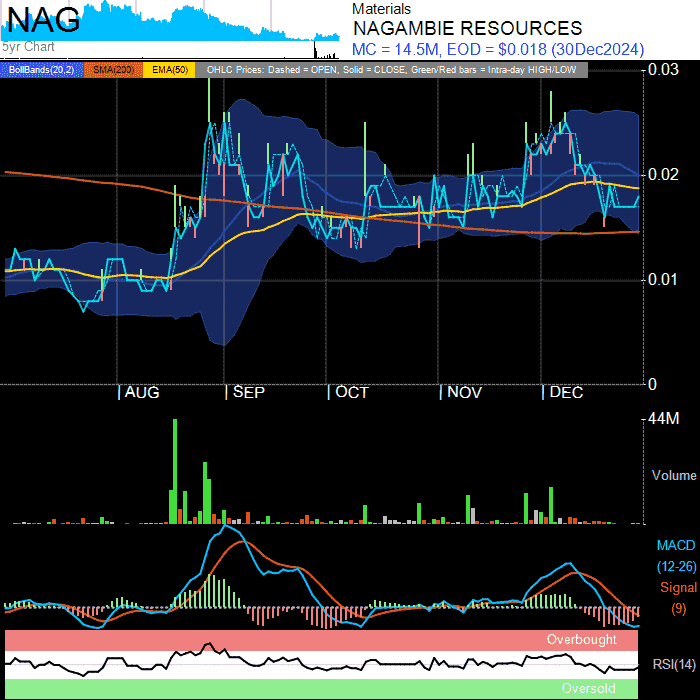 NAG
5yr Chart
Materials
NAGAMBIE RESOURCES
MC = 14.5M, EOD = $0.018 (30Dec2024)
BollBands(20,2) SMA(200) EMA(50) OHLC Prices: Dashed = OPEN, Solid = CLOSE, Green/Red bars = Intra-day HIGH/LOW
0.03
0.02
0.01
0
AUG SEP OCT NOV DEC
44M
Volume
MACD
(12-26)
Signal
(9)
Overbought
RSI(14)
Oversold